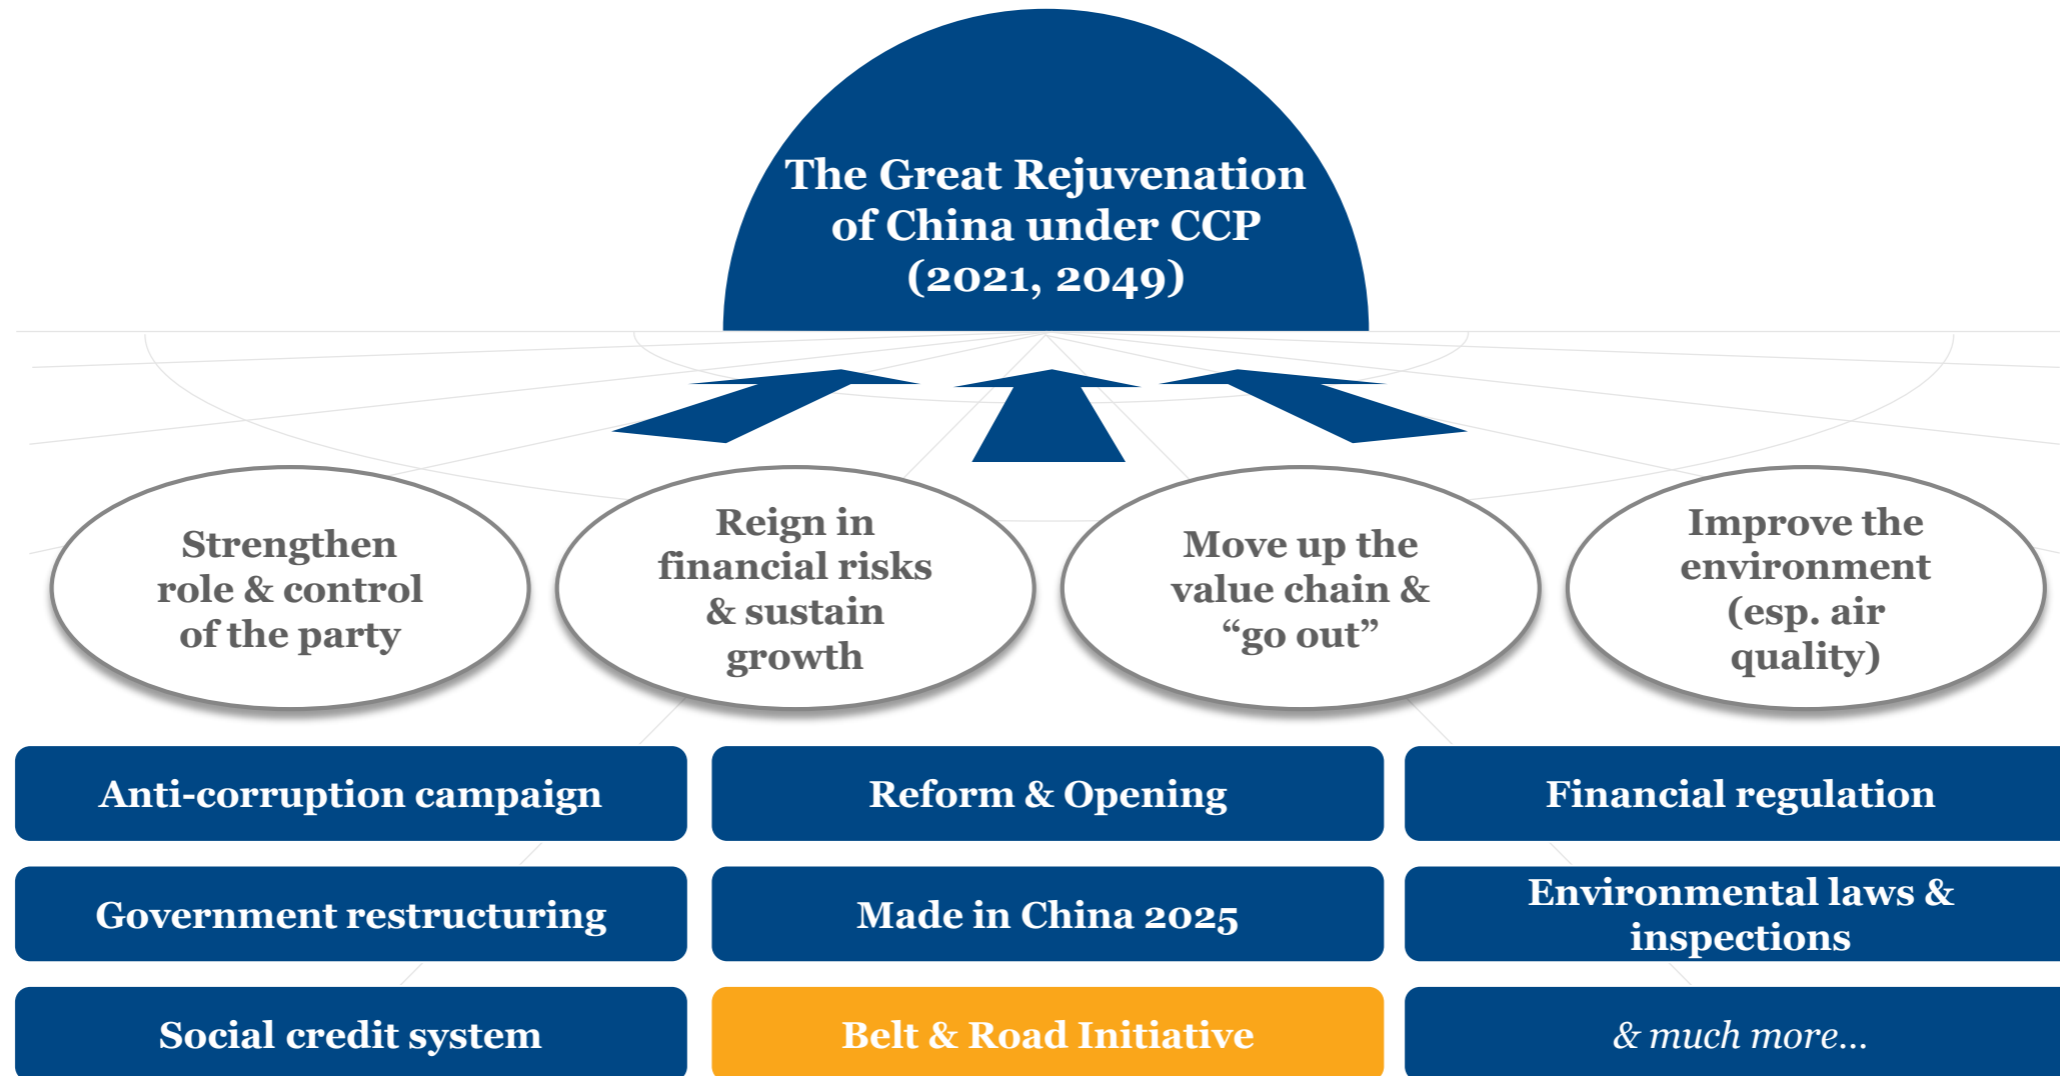 The Great Rejuvenation
of China under CCP
(2021, 2049)
Strengthen
role & control
of the party
Reign in
financial risks
& sustain
growth
Move up the
value chain &
“go out”
Improve the
environment
(esp. air
quality)
Anti-corruption campaign
Reform & Opening
Financial regulation
Government restructuring
Made in China 2025
Environmental laws &
inspections
Social credit system
Belt & Road Initiative
& much more...